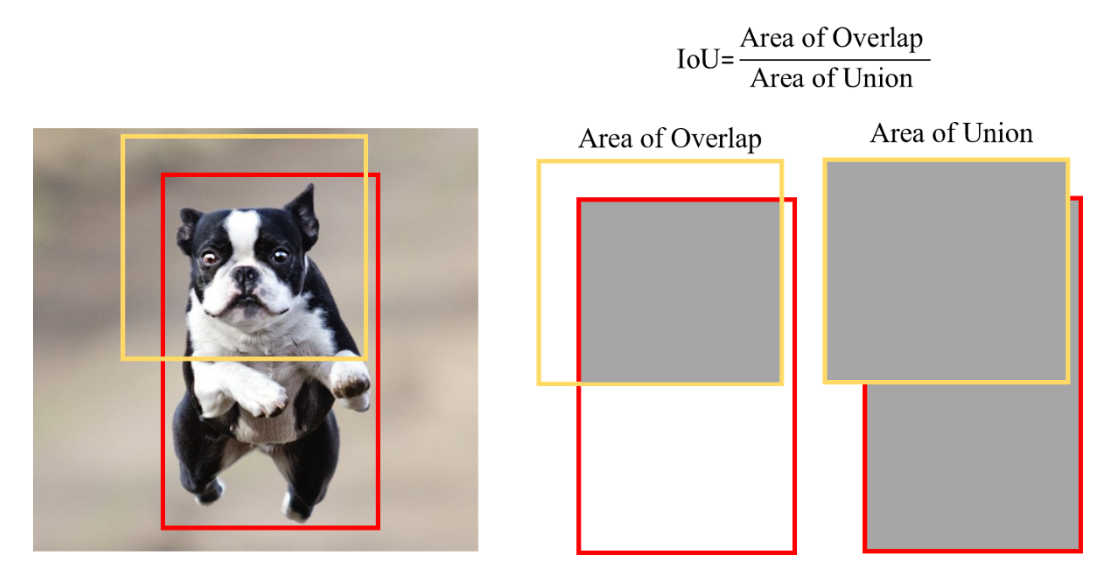 IoU= Area of Overlap
Area of Union
Area of Overlap
Area of Union